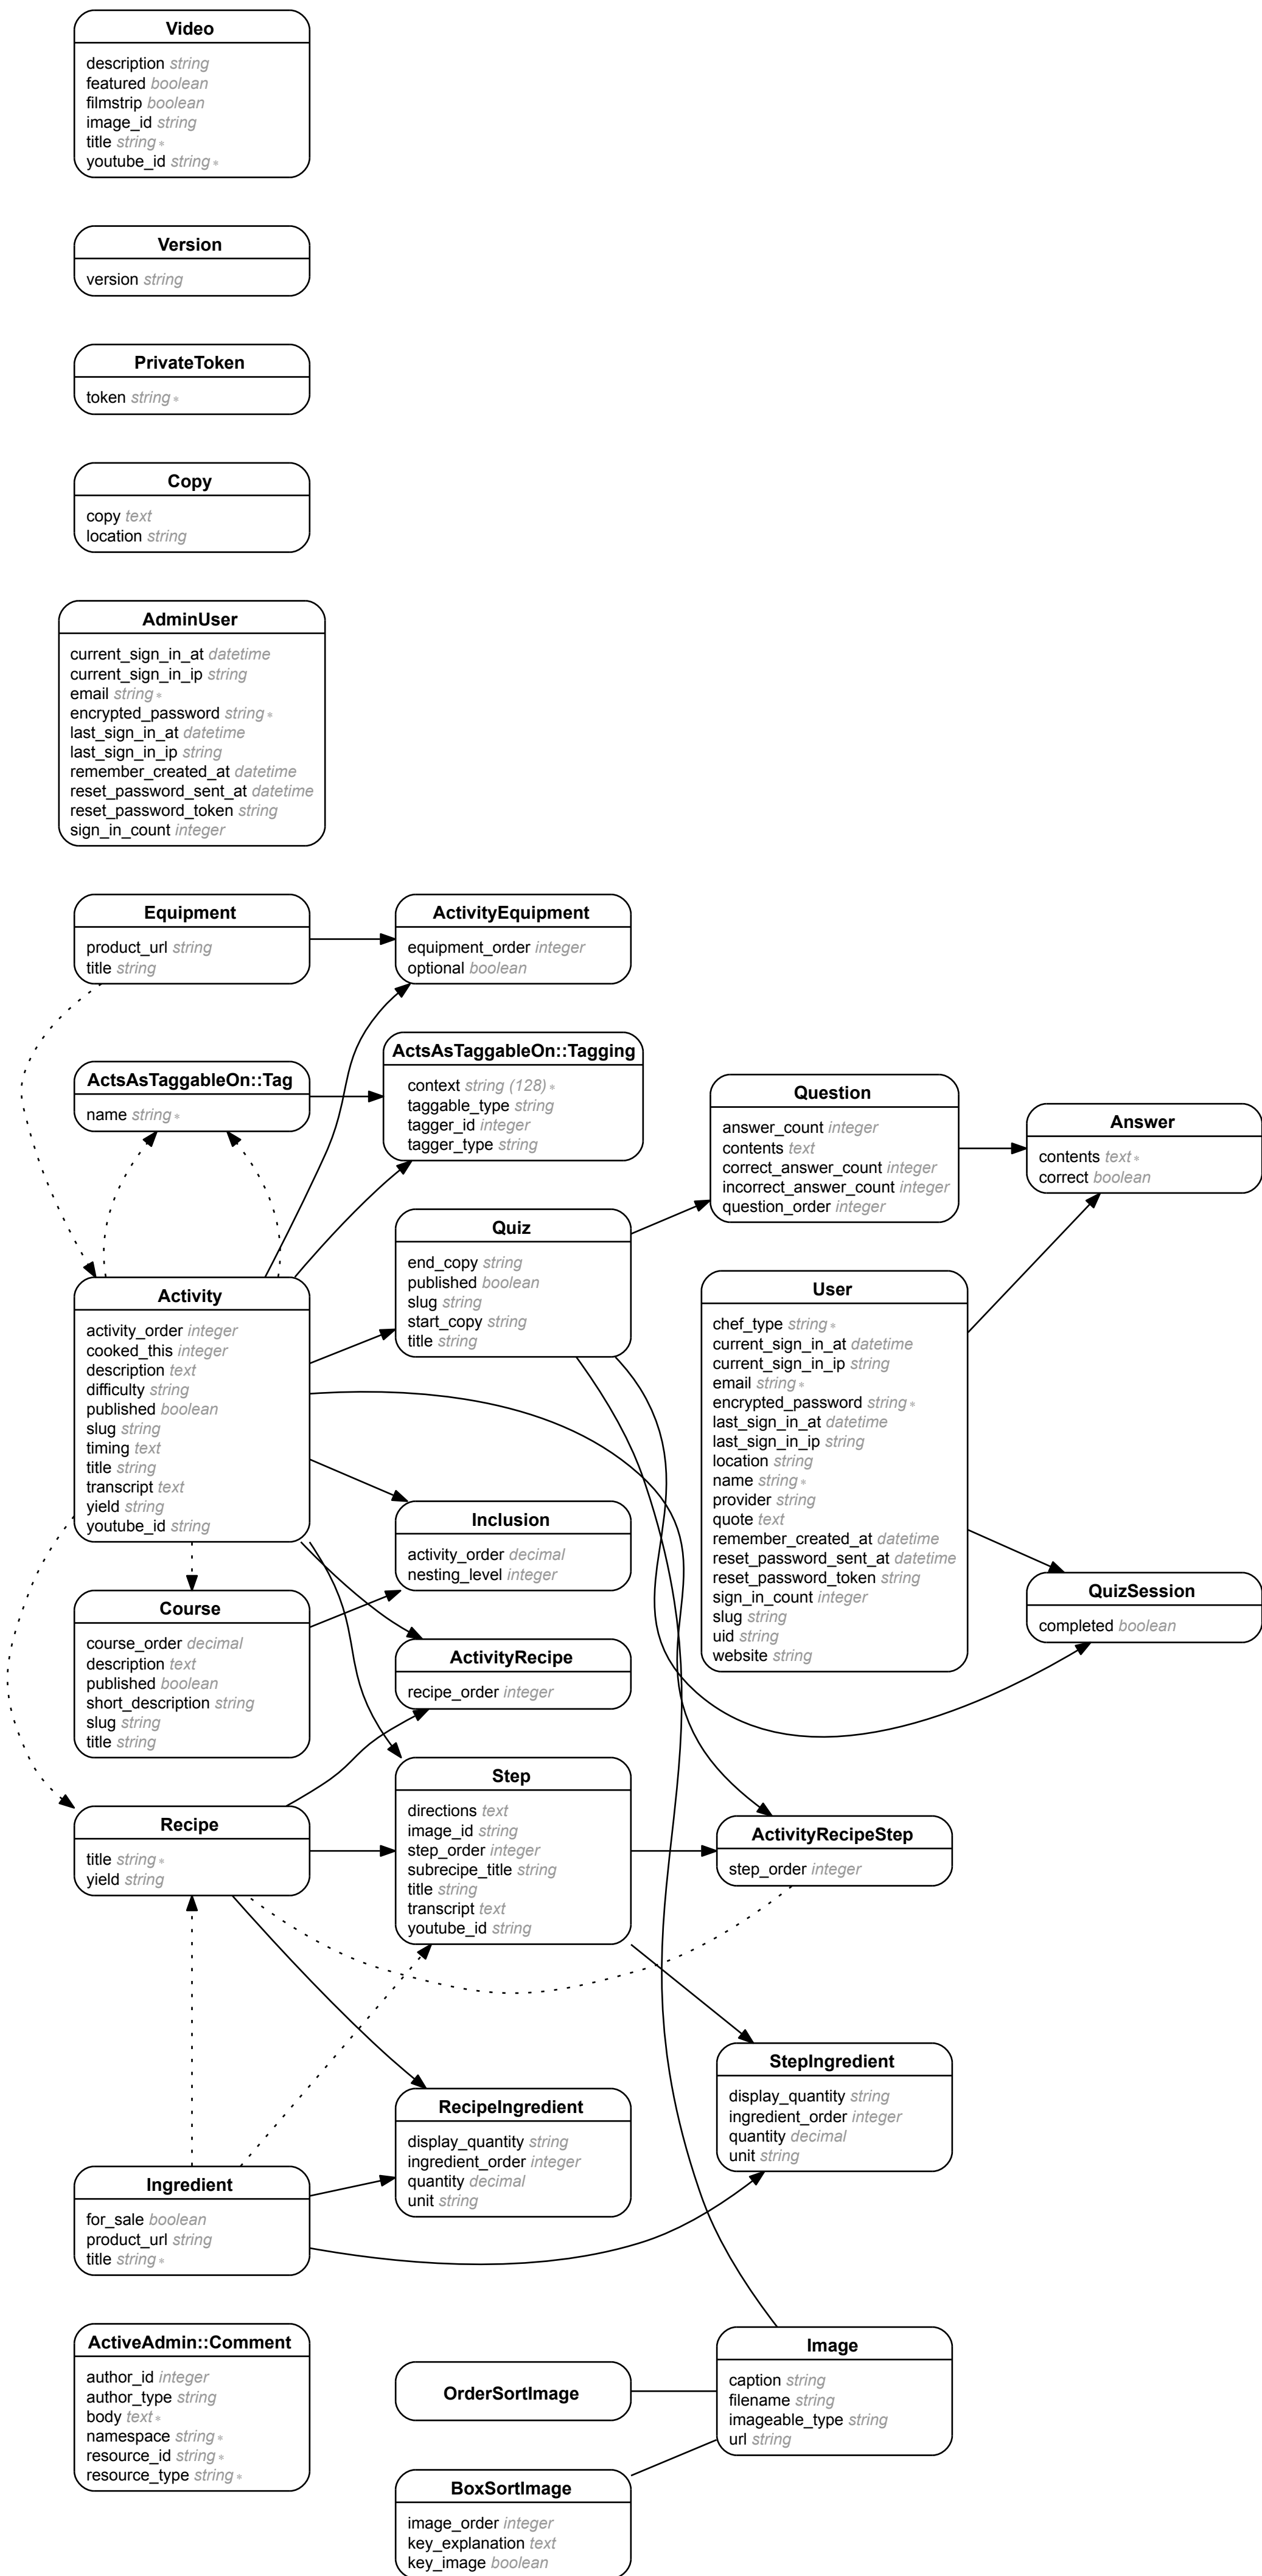 Video
description string
featured boolean
filmstrip boolean
image_id string
title string *
youtube_id string *
Version
version string
PrivateToken
token string *
Copy
copy text
location string
AdminUser
current_sign_in_at datetime
current_sign_in_ip string
email string *
encrypted_password string *
last_sign_in_at datetime
last_sign_in_ip string
remember_created_at datetime
reset_password_sent_at datetime
reset_password_token string
sign_in_count integer
Equipment
product_url string
title string
ActivityEquipment
equipment_order integer
optional boolean
ActsAsTaggableOn::Tag
name string *
ActsAsTaggableOn::Tagging
context string (128) *
taggable_type string
tagger_id integer
tagger_type string
Question
answer_count integer
contents text
correct_answer_count integer
incorrect_answer_count integer
question_order integer
Answer
contents text *
correct boolean
Quiz
end_copy string
published boolean
slug string
start_copy string
title string
Activity
activity_order integer
cooked_this integer
description text
difficulty string
published boolean
slug string
timing text
title string
transcript text
yield string
youtube_id string
User
chef_type string *
current_sign_in_at datetime
current_sign_in_ip string
email string *
encrypted_password string *
last_sign_in_at datetime
last_sign_in_ip string
location string
name string *
provider string
quote text
remember_created_at datetime
reset_password_sent_at datetime
reset_password_token string
sign_in_count integer
slug string
uid string
website string
Inclusion
activity_order decimal
nesting_level integer
QuizSession
completed boolean
Course
course_order decimal
description text
published boolean
short_description string
slug string
title string
ActivityRecipe
recipe_order integer
Step
directions text
image_id string
step_order integer
subrecipe_title string
title string
transcript text
youtube_id string
Recipe
title string *
yield string
ActivityRecipeStep
step_order integer
StepIngredient
display_quantity string
ingredient_order integer
quantity decimal
unit string
RecipeIngredient
display_quantity string
ingredient_order integer
quantity decimal
unit string
Ingredient
for_sale boolean
product_url string
title string *
ActiveAdmin::Comment
author_id integer
author_type string
body text *
namespace string *
resource_id string *
resource_type string *
OrderSortImage
Image
caption string
filename string
imageable_type string
url string
BoxSortImage
image_order integer
key_explanation text
key_image boolean